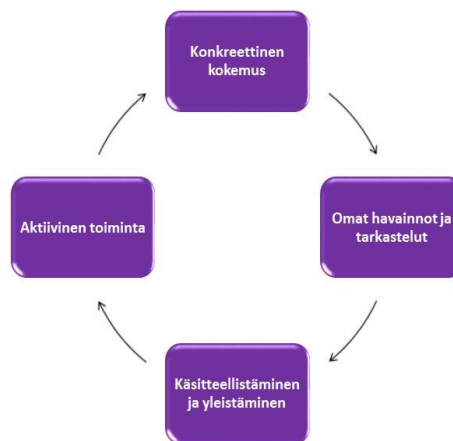 Konkreettinen
kokemus
Omat havainnot ja
tarkastelut
Käsitteellistäminen
ja yleistäminen
Aktiivinen toiminta